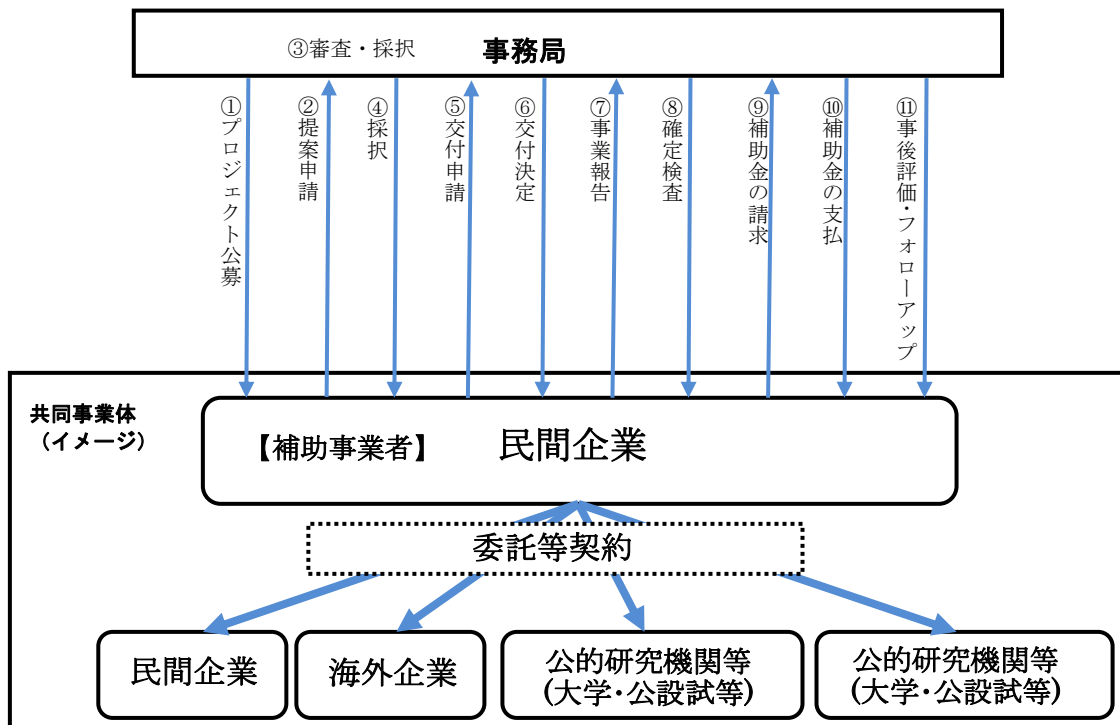 ③審査・採択
事務局
①プロジェクト公募
②提案申請
④採択
⑤交付申請
⑥交付決定
⑦事業報告
⑧確定検査
⑨補助金の請求
⑩補助金の支払
⑪事後評価・フォローアップ
共同事業体
（イメージ）
【補助事業者】 民間企業
委託等契約
民間企業
海外企業
公的研究機関等
(大学・公設試等)
公的研究機関等
(大学・公設試等)